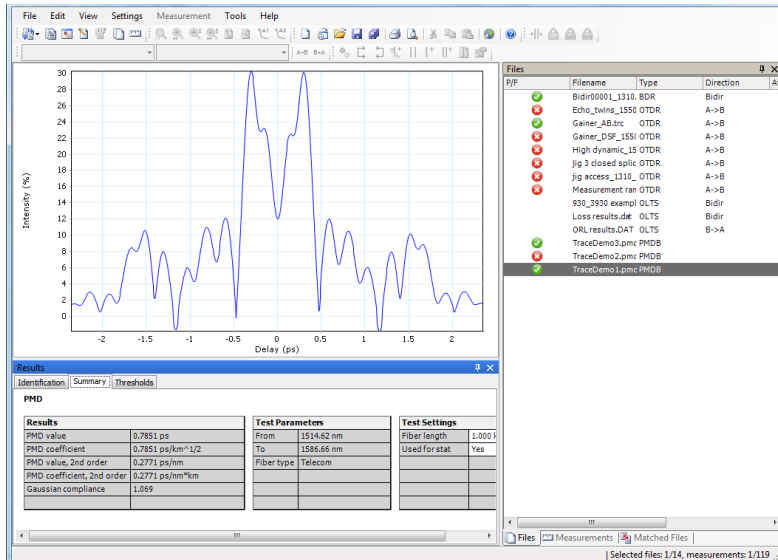 File Edit View Settings Measurement Tools Help
A→B B→A
30
28
26
24
22
20
18
16
14
12
10
8
6
4
2
0
Intensity (%)
-2 -1.5 -1 -0.5 0 0.5 1 1.5 2
Delay (ps)
Files
P/F Filename Type Direction
Bidir00001_1310. BDR Bidir
Echo_twins_1550 OTDR A->B
Gainer_AB.trc OTDR A->B
Gainer_DSF_155( OTDR A->B
High dynamic_15 OTDR A->B
jig 3 closed splic OTDR A->B
jig access_1310_ OTDR A->B
Measurement ran OTDR A->B
930_3930 exampl OLTS Bidir
Loss results.dat OLTS Bidir
ORL results.DAT OLTS B->A
TraceDemo3.pmc PMDB
TraceDemo2.pmc PMDB
TraceDemo1.pmc PMDB
Results
Identification Summary Thresholds
PMD
Results
PMD value 0.7851 ps
PMD coefficient 0.7851 ps/km^1/2
PMD value, 2nd order 0.2771 ps/nm
PMD coefficient, 2nd order 0.2771 ps/nm*km
Gaussian compliance 1.069
Test Parameters
From 1514.62 nm
To 1586.66 nm
Fiber type Telecom
Test Settings
Fiber length 1.000 k
Used for stat Yes
Files Measurements Matched Files
Selected files: 1/14, measurements: 1/119